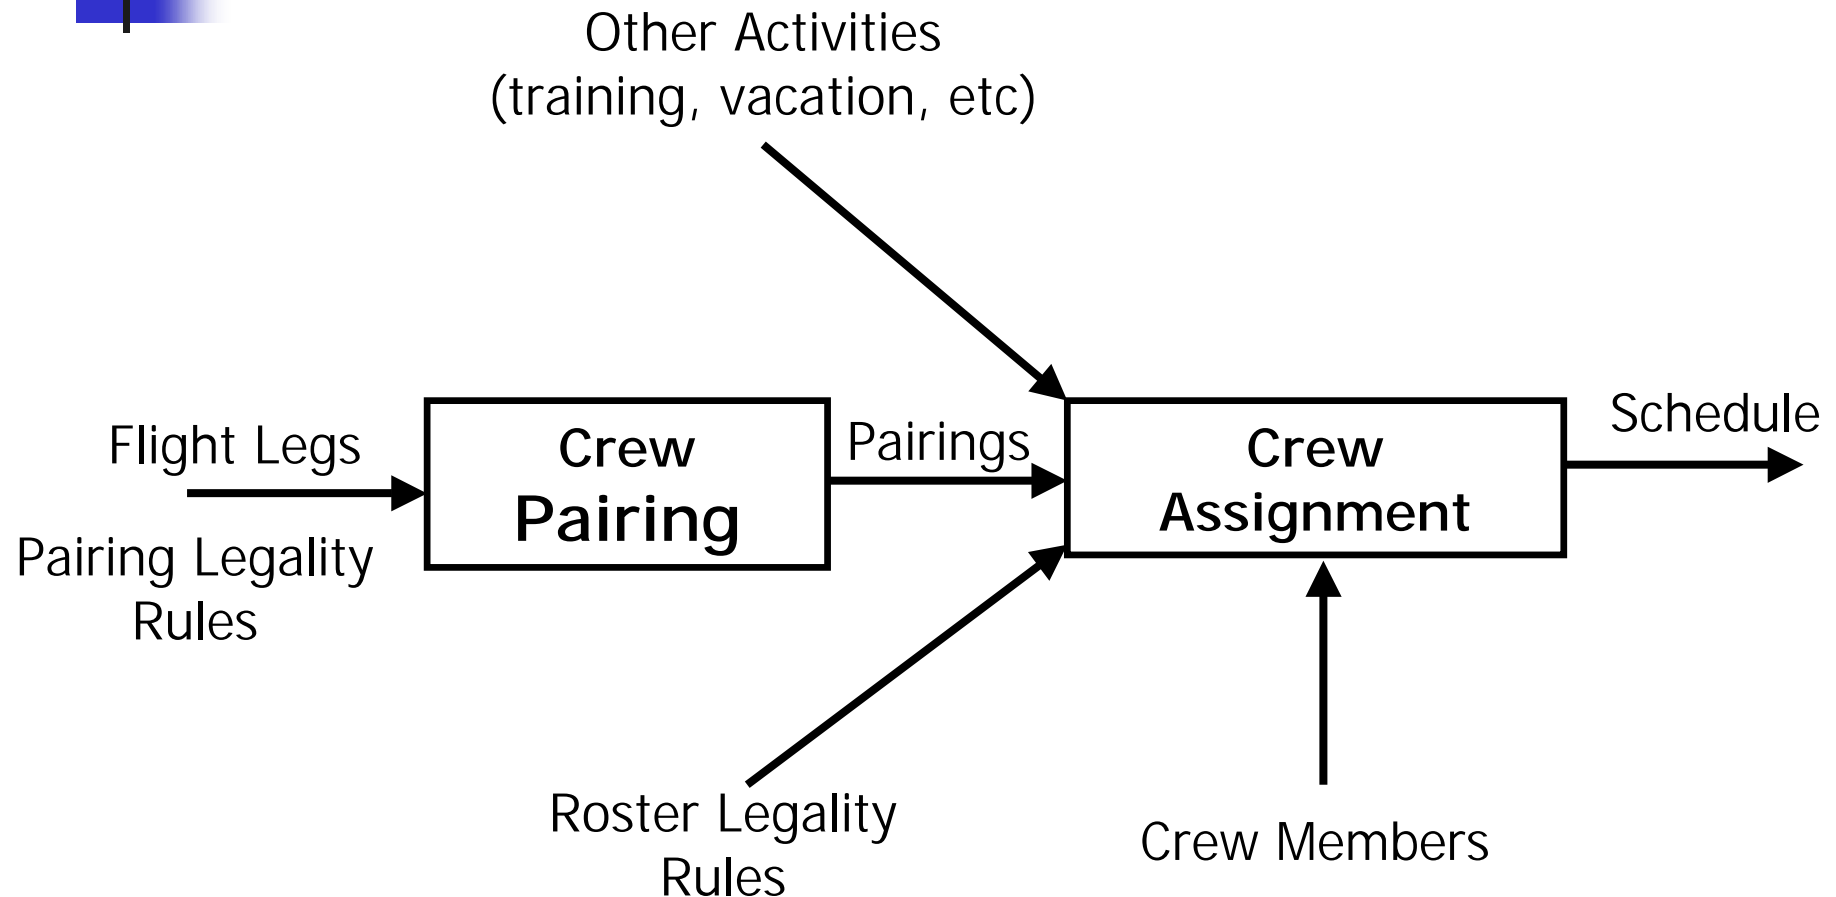 Other Activities
(training, vacation, etc)
Flight Legs
Pairing Legality
Rules
Crew
Pairing
Pairings
Crew
Assignment
Schedule
Roster Legality
Rules
Crew Members